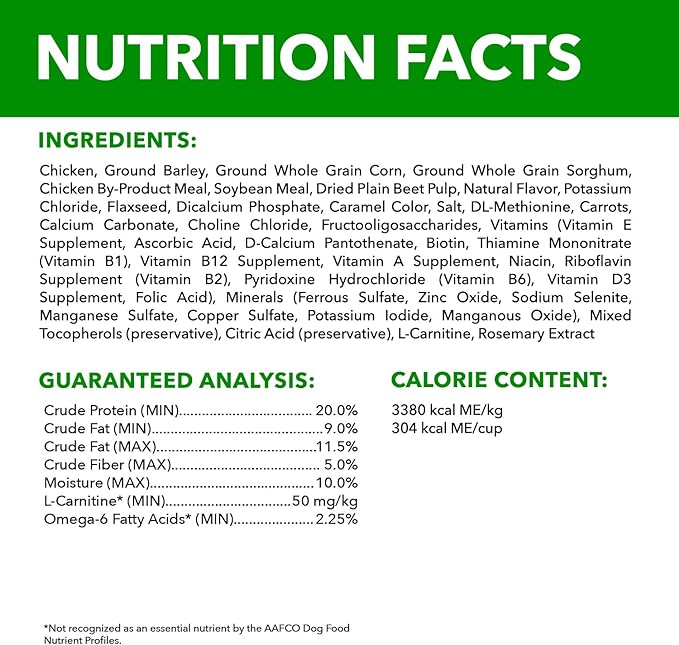 NUTRITION FACTS
INGREDIENTS:
Chicken, Ground Barley, Ground Whole Grain Corn, Ground Whole Grain Sorghum,
Chicken By-Product Meal, Soybean Meal, Dried Plain Beet Pulp, Natural Flavor, Potassium
Chloride, Flaxseed, Dicalcium Phosphate, Caramel Color, Salt, DL-Methionine, Carrots,
Calcium Carbonate, Choline Chloride, Fructooligosaccharides, Vitamins (Vitamin E
Supplement, Ascorbic Acid, D-Calcium Pantothenate, Biotin, Thiamine Mononitrate
(Vitamin B1), Vitamin B12 Supplement, Vitamin A Supplement, Niacin, Riboflavin
Supplement (Vitamin B2), Pyridoxine Hydrochloride (Vitamin B6), Vitamin D3
Supplement, Folic Acid), Minerals (Ferrous Sulfate, Zinc Oxide, Sodium Selenite,
Manganese Sulfate, Copper Sulfate, Potassium Iodide, Manganous Oxide), Mixed
Tocopherols (preservative), Citric Acid (preservative), L-Carnitine, Rosemary Extract
GUARANTEED ANALYSIS:
Crude Protein (MIN).................................. 20.0%
Crude Fat (MIN)............................................9.0%
Crude Fat (MAX).........................................11.5%
Crude Fiber (MAX)...................................... 5.0%
Moisture (MAX)..........................................10.0%
L-Carnitine* (MIN)................................50 mg/kg
Omega-6 Fatty Acids* (MIN)..................... 2.25%
CALORIE CONTENT:
3380 kcal ME/kg
304 kcal ME/cup
*Not recognized as an essential nutrient by the AAFCO Dog Food
Nutrient Profiles.